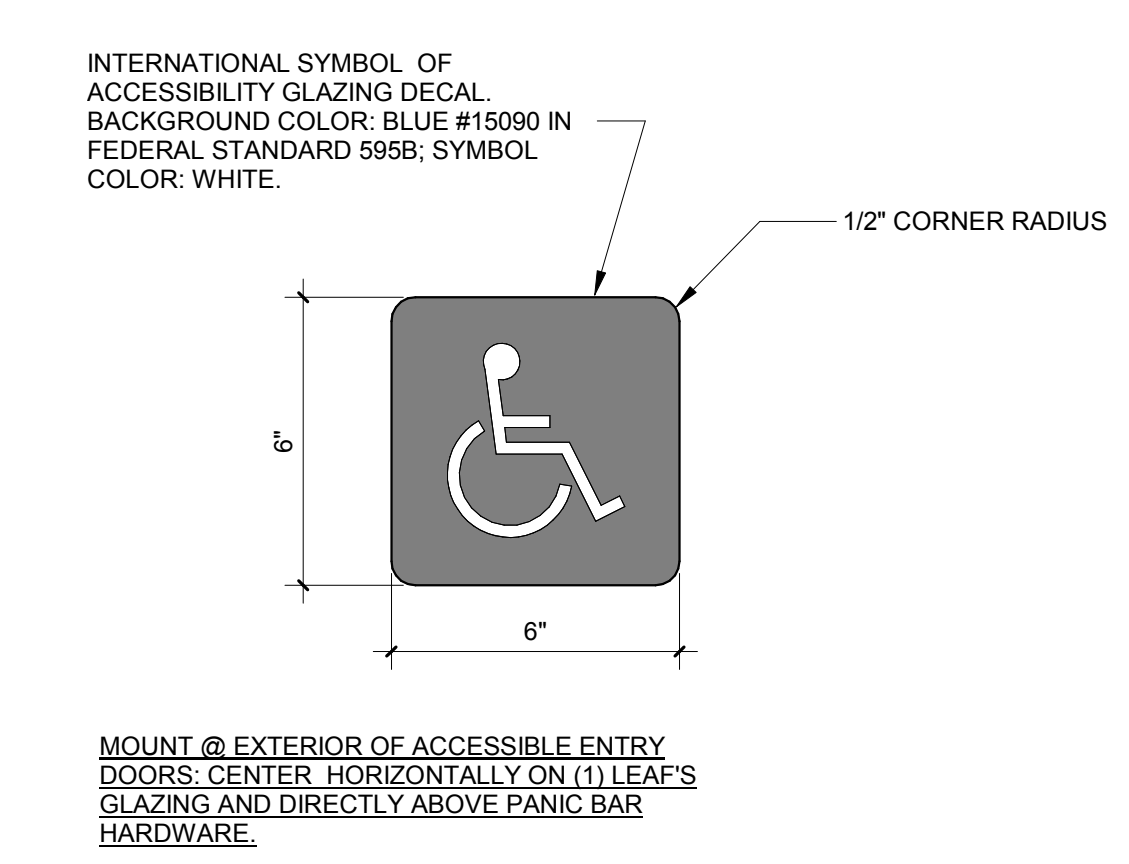 INTERNATIONAL SYMBOL OF
ACCESSIBILITY GLAZING DECAL.
BACKGROUND COLOR: BLUE #15090 IN
FEDERAL STANDARD 595B; SYMBOL
COLOR: WHITE.
1/2" CORNER RADIUS
6"
6"
MOUNT @ EXTERIOR OF ACCESSIBLE ENTRY
DOORS: CENTER HORIZONTALLY ON (1) LEAF'S
GLAZING AND DIRECTLY ABOVE PANIC BAR
HARDWARE.